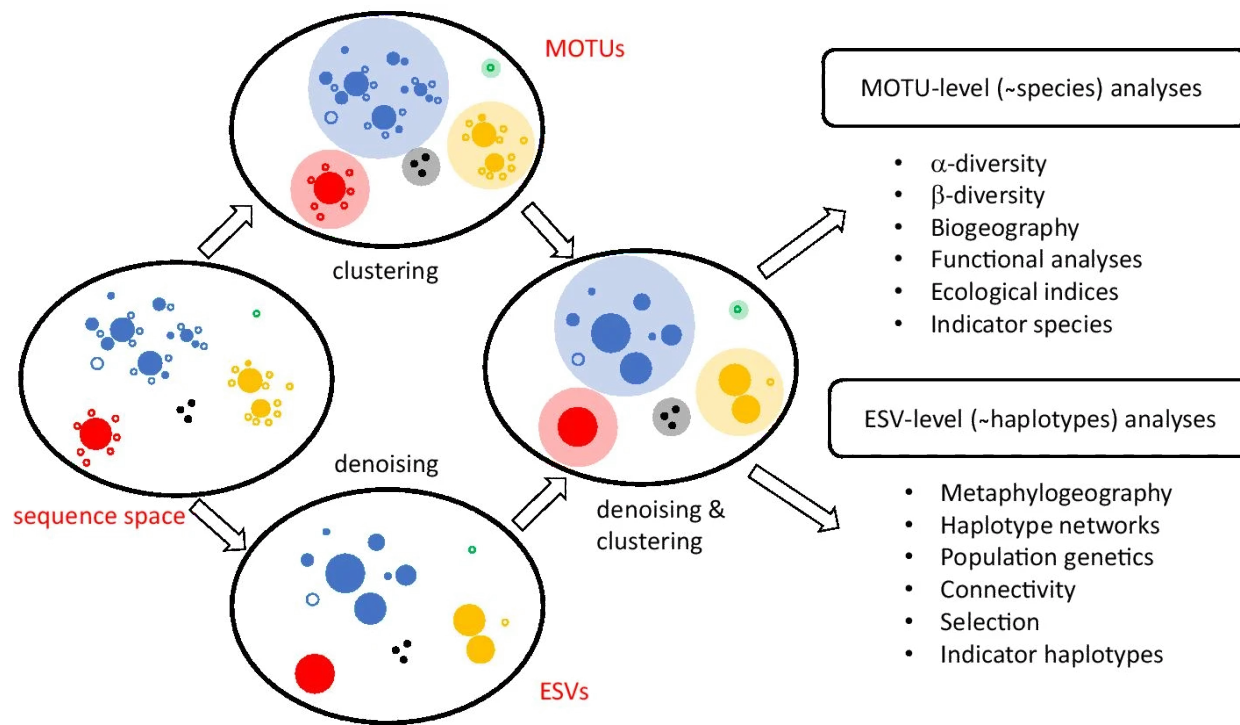 MOTUs
clustering
sequence space
denoising
ESVs
denoising &
clustering
MOTU-level (~species) analyses
• α-diversity
• β-diversity
• Biogeography
• Functional analyses
• Ecological indices
• Indicator species
ESV-level (~haplotypes) analyses
• Metaphylogeography
• Haplotype networks
• Population genetics
• Connectivity
• Selection
• Indicator haplotypes